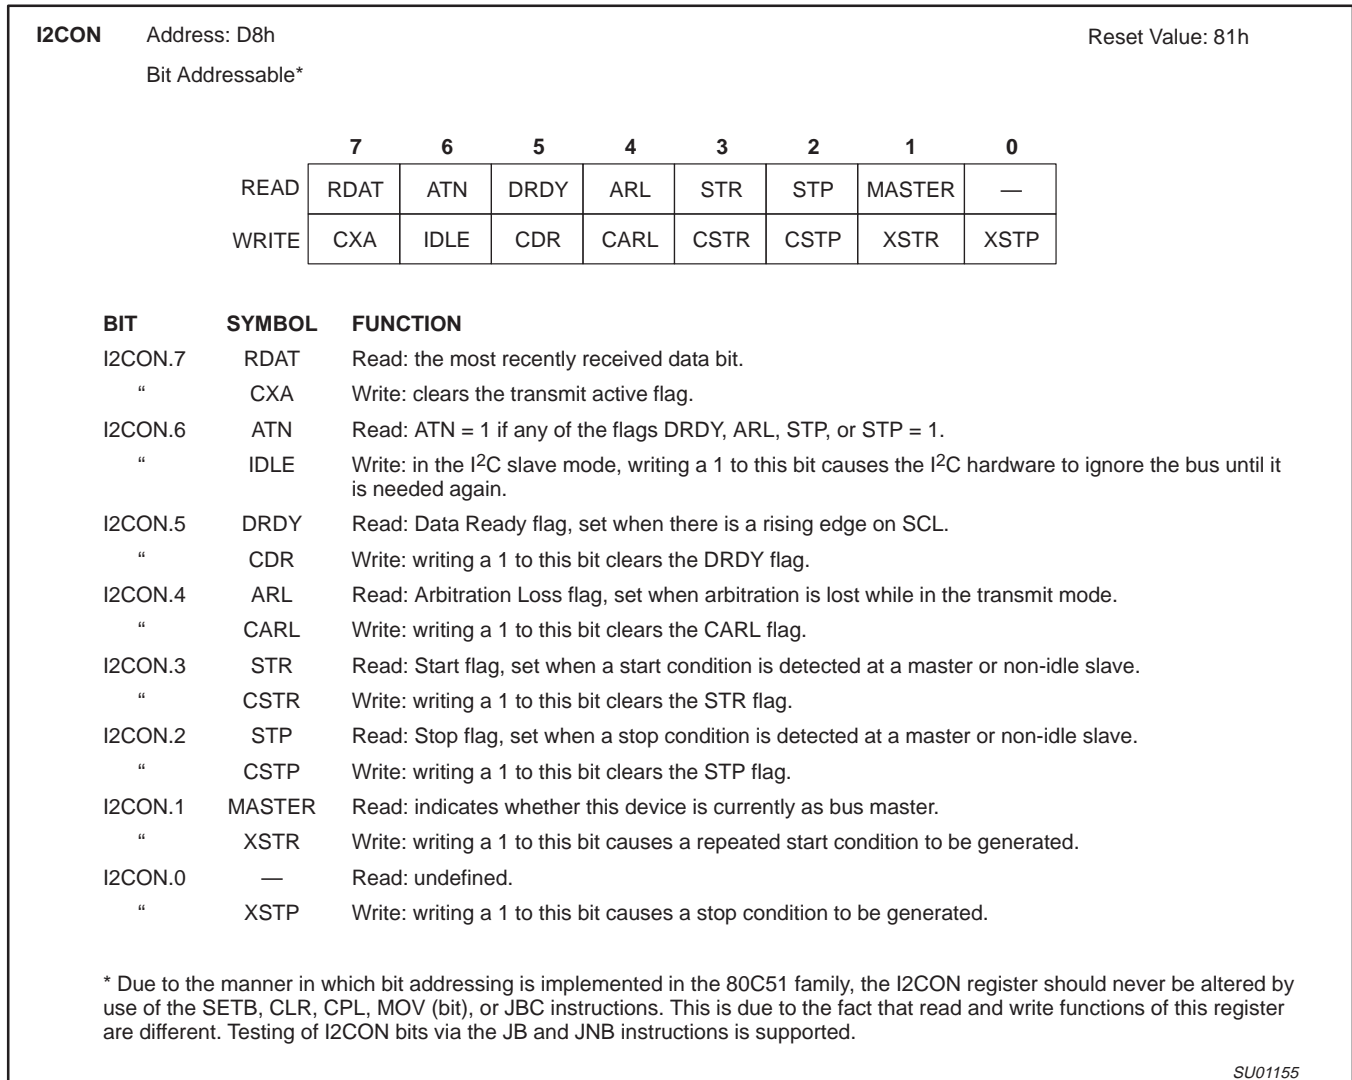 I2CON Address: D8h Reset Value: 81h
Bit Addressable*
7 6 5 4 3 2 1 0
READ RDAT ATN DRDY ARL STR STP MASTER —
WRITE CXA IDLE CDR CARL CSTR CSTP XSTR XSTP
BIT SYMBOL FUNCTION
I2CON.7 RDAT Read: the most recently received data bit.
“ CXA Write: clears the transmit active flag.
I2CON.6 ATN Read: ATN = 1 if any of the flags DRDY, ARL, STP, or STP = 1.
“ IDLE Write: in the I2C slave mode, writing a 1 to this bit causes the I2C hardware to ignore the bus until it
is needed again.
I2CON.5 DRDY Read: Data Ready flag, set when there is a rising edge on SCL.
“ CDR Write: writing a 1 to this bit clears the DRDY flag.
I2CON.4 ARL Read: Arbitration Loss flag, set when arbitration is lost while in the transmit mode.
“ CARL Write: writing a 1 to this bit clears the CARL flag.
I2CON.3 STR Read: Start flag, set when a start condition is detected at a master or non-idle slave.
“ CSTR Write: writing a 1 to this bit clears the STR flag.
I2CON.2 STP Read: Stop flag, set when a stop condition is detected at a master or non-idle slave.
“ CSTP Write: writing a 1 to this bit clears the STP flag.
I2CON.1 MASTER Read: indicates whether this device is currently as bus master.
“ XSTR Write: writing a 1 to this bit causes a repeated start condition to be generated.
I2CON.0 — Read: undefined.
“ XSTP Write: writing a 1 to this bit causes a stop condition to be generated.
* Due to the manner in which bit addressing is implemented in the 80C51 family, the I2CON register should never be altered by
use of the SETB, CLR, CPL, MOV (bit), or JBC instructions. This is due to the fact that read and write functions of this register
are different. Testing of I2CON bits via the JB and JNB instructions is supported.
SU01155